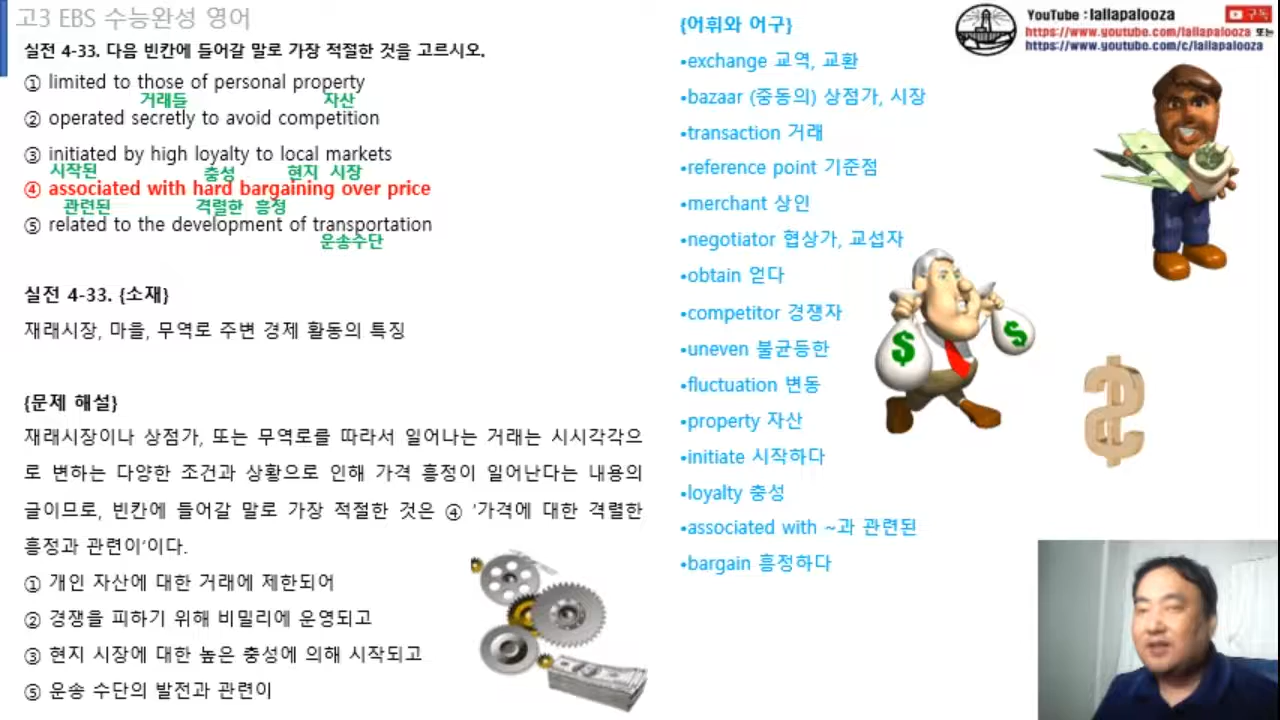 고3 EBS 수능완성 영어
실전 4-33. 다음 빈칸에 들어갈 말로 가장 적절한 것을 고르시오.
① limited to those of personal property
거래들 자산
② operated secretly to avoid competition
③ initiated by high loyalty to local markets
시작된 충성 현지 시장
④ associated with hard bargaining over price
관련된 격렬한 흥정
⑤ related to the development of transportation
운송수단
실전 4-33. {소재}
재래시장, 마을, 무역로 주변 경제 활동의 특징
{문제 해설}
재래시장이나 상점가, 또는 무역로를 따라서 일어나는 거래는 시시각각으
로 변하는 다양한 조건과 상황으로 인해 가격 흥정이 일어난다는 내용의
글이므로, 빈칸에 들어갈 말로 가장 적절한 것은 ④ '가격에 대한 격렬한
흥정과 관련이'이다.
① 개인 자산에 대한 거래에 제한되어
② 경쟁을 피하기 위해 비밀리에 운영되고
③ 현지 시장에 대한 높은 충성에 의해 시작되고
⑤ 운송 수단의 발전과 관련이
{어휘와 어구}
•exchange 교역, 교환
•bazaar (중동의) 상점가, 시장
•transaction 거래
•reference point 기준점
•merchant 상인
•negotiator 협상가, 교섭자
•obtain 얻다
•competitor 경쟁자
•uneven 불균등한
•fluctuation 변동
•property 자산
•initiate 시작하다
•loyalty 충성
•associated with ~과 관련된
•bargain 흥정하다
YouTube : lallapalooza 구독
https://www.youtube.com/lallapalooza 또는
https://www.youtube.com/c/lallapalooza
$ $